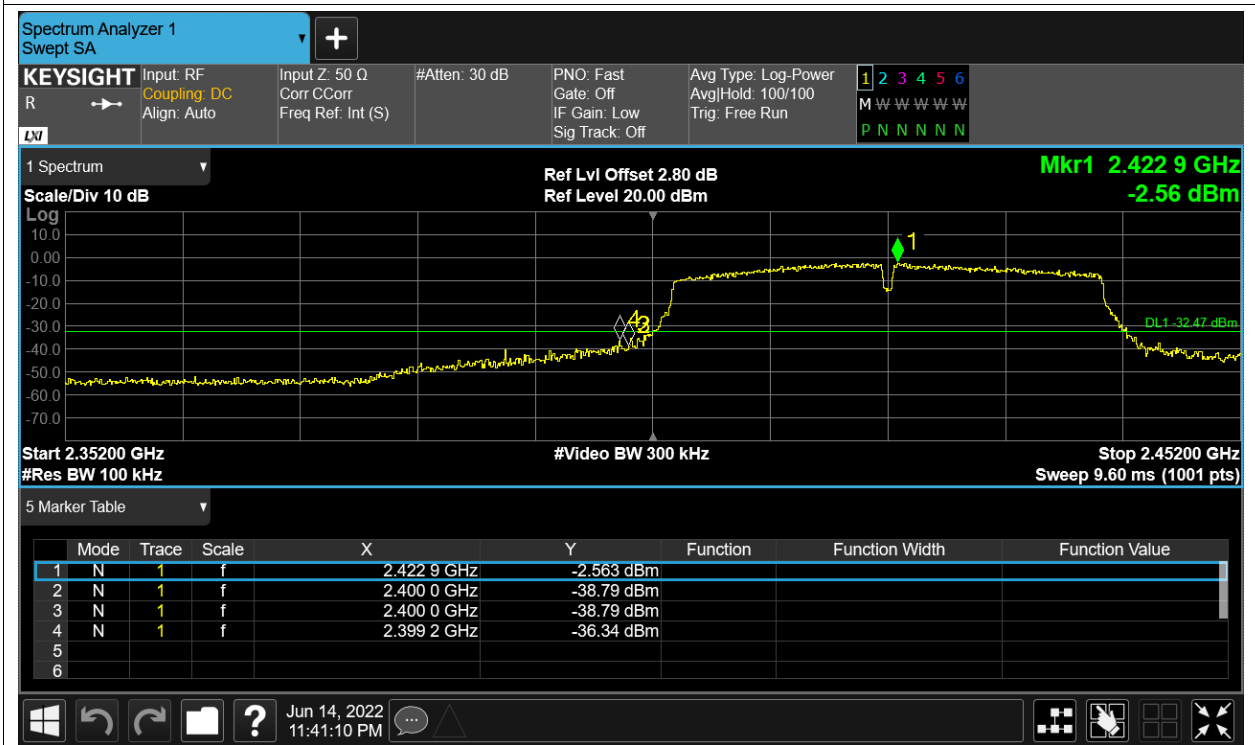 Spectrum Analyzer 1
Swept SA
+
KEYSIGHT Input: RF Input Z: 50 Ω #Atten: 30 dB PNO: Fast Avg Type: Log-Power 1 2 3 4 5 6
R Coupling: DC Corr CCorr Gate: Off Avg|Hold: 100/100 M W W W W W
Align: Auto Freq Ref: Int (S) IF Gain: Low Trig: Free Run
LXI Sig Track: Off P N N N N N
1 Spectrum Ref Lvl Offset 2.80 dB Mkr1 2.422 9 GHz
Scale/Div 10 dB Ref Level 20.00 dBm -2.56 dBm
Log
10.0
1
0.00
-10.0
-20.0
-30.0 4 DL1 -32.47 dBm
-40.0
-50.0
-60.0
-70.0
Start 2.35200 GHz #Video BW 300 kHz Stop 2.45200 GHz
#Res BW 100 kHz Sweep 9.60 ms (1001 pts)
5 Marker Table
Mode Trace Scale X Y Function Function Width Function Value
1 N 1 f 2.422 9 GHz -2.563 dBm
2 N 1 f 2.400 0 GHz -38.79 dBm
3 N 1 f 2.400 0 GHz -38.79 dBm
4 N 1 f 2.399 2 GHz -36.34 dBm
5
6
? Jun 14, 2022
11:41:10 PM